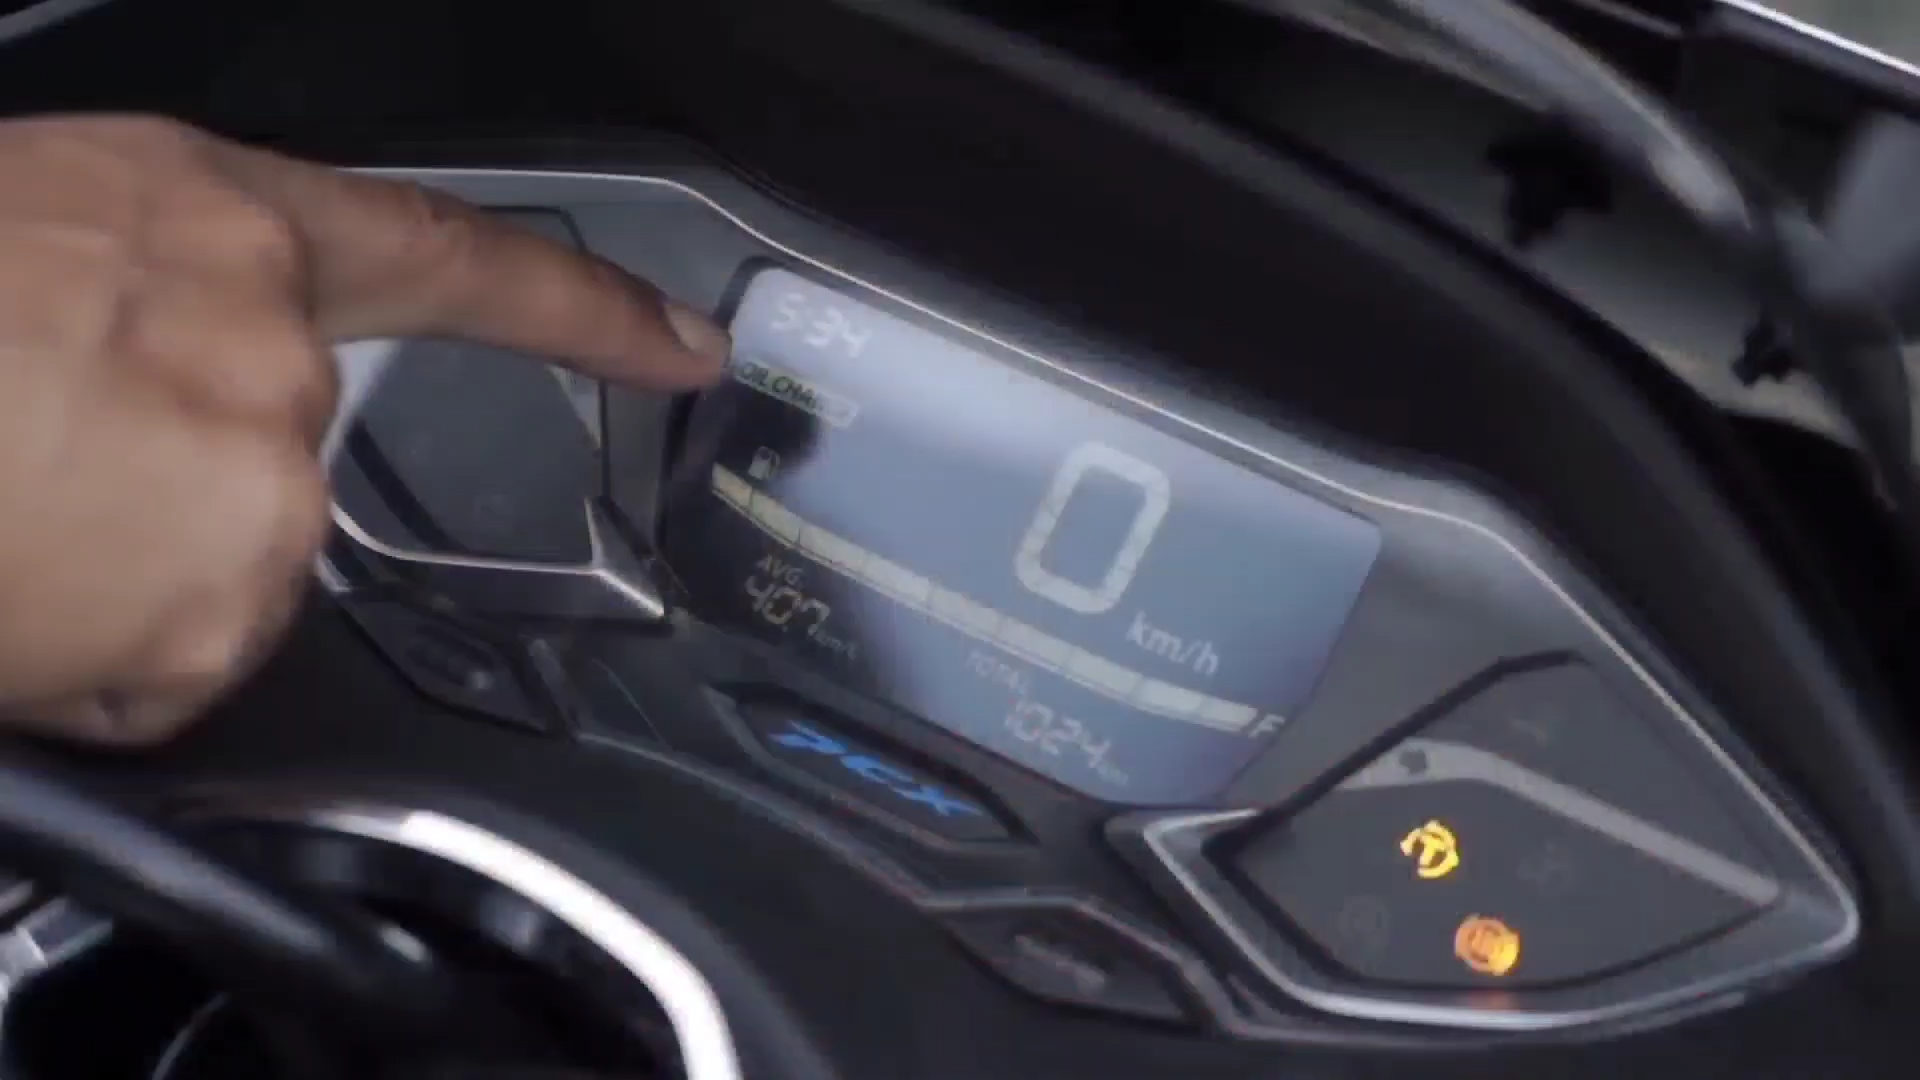 5:34
OIL CHANGE
AVG.
40.7 km/L
0
km/h
F
TOTAL
1024 km
PCX